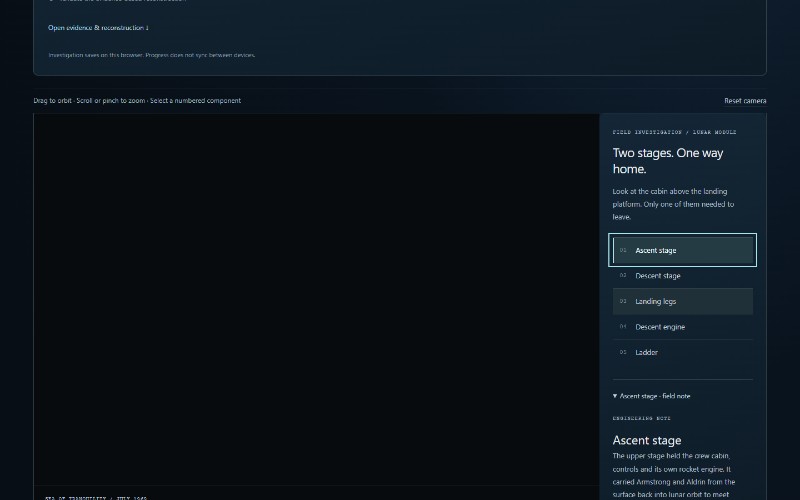 Open evidence & reconstruction ↓
Investigation saves on this browser. Progress does not sync between devices.
Drag to orbit · Scroll or pinch to zoom · Select a numbered component
Reset camera
FIELD INVESTIGATION / LUNAR MODULE
Two stages. One way
home.
Look at the cabin above the landing
platform. Only one of them needed to
leave.
01 Ascent stage
02 Descent stage
03 Landing legs
04 Descent engine
05 Ladder
▼ Ascent stage · field note
ENGINEERING NOTE
Ascent stage
The upper stage held the crew cabin,
controls and its own rocket engine. It
carried Armstrong and Aldrin from the
surface back into lunar orbit to meet
SEA OF TRANQUILITY / JULY 1969